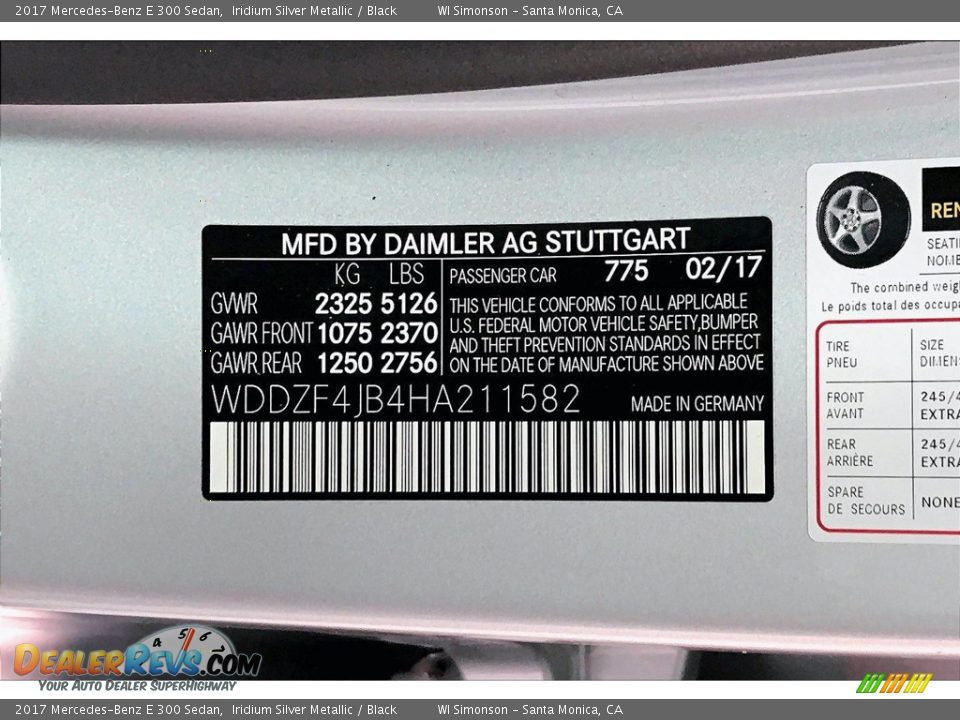 2017 Mercedes-Benz E 300 Sedan, Iridium Silver Metallic / Black WI Simonson - Santa Monica, CA
MFD BY DAIMLER AG STUTTGART
KG LBS PASSENGER CAR 775 02/17
GVWR 2325 5126
GAWR FRONT 1075 2370
GAWR REAR 1250 2756
THIS VEHICLE CONFORMS TO ALL APPLICABLE
U.S. FEDERAL MOTOR VEHICLE SAFETY,BUMPER
AND THEFT PREVENTION STANDARDS IN EFFECT
ON THE DATE OF MANUFACTURE SHOWN ABOVE
WDDZF4JB4HA211582 MADE IN GERMANY
The combined
Le poids total des
TIRE SIZE
PNEU
FRONT 245/4
AVANT
REAR 245/4
ARRIÈRE
SPARE NONE
DE SECOURS
4 5 6
DEALERREVS.COM
YOUR AUTO DEALER SUPERHIGHWAY
2017 Mercedes-Benz E 300 Sedan, Iridium Silver Metallic / Black WI Simonson - Santa Monica, CA